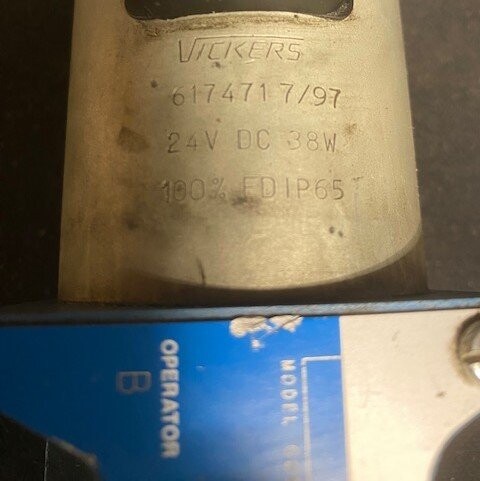 VICKERS
617471 7/97
24V DC 38W
100% ED IP65
OPERATOR
B
MODEL